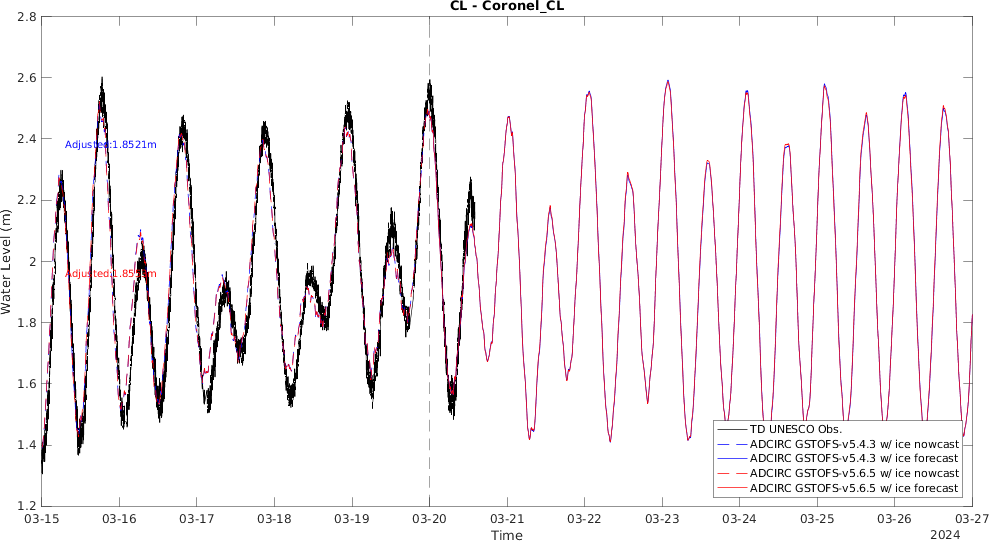 CL - Coronel_CL
2.8
2.6
2.4
2.2
2
1.8
1.6
1.4
1.2
Water Level (m)
Adjusted:1.8521m
TD UNESCO Obs.
ADCIRC GSTOFS-v5.4.3 w/ ice nowcast
ADCIRC GSTOFS-v5.4.3 w/ ice forecast
ADCIRC GSTOFS-v5.6.5 w/ ice nowcast
ADCIRC GSTOFS-v5.6.5 w/ ice forecast
03-15 03-16 03-17 03-18 03-19 03-20 03-21 03-22 03-23 03-24 03-25 03-26 03-27
Time
2024